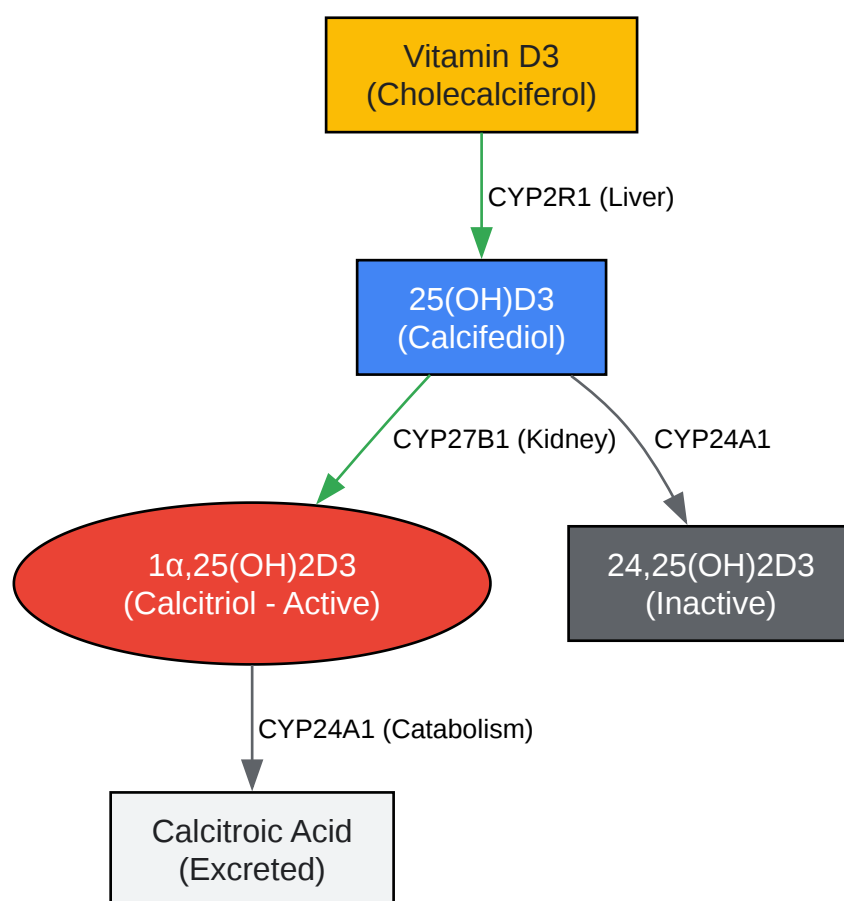 Vitamin D3
(Cholecalciferol)
CYP2R1 (Liver)
25(OH)D3
(Calcifediol)
CYP27B1 (Kidney)
CYP24A1
1α,25(OH)2D3
(Calcitriol - Active)
24,25(OH)2D3
(Inactive)
CYP24A1 (Catabolism)
Calcitroic Acid
(Excreted)